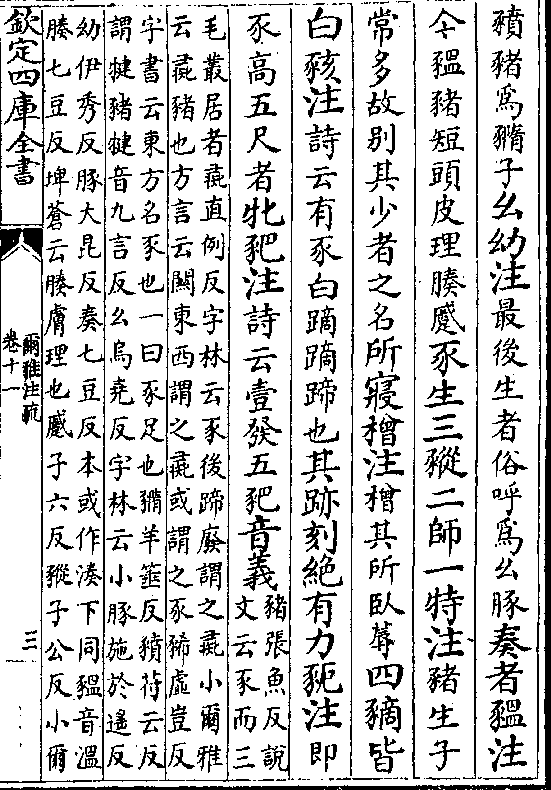 豶豬爲豶子幺幼注最後生者俗呼爲幺豚奏者豱注
今豱豬短頭皮理腠蹙豕生三豵二師一特注豬生子
常多故别其少者之名所寢橧注橧其所卧蓐四豴皆
白豥注詩云有豕白蹢蹢蹄也其跡刻絶有力豟注即
豕高五尺者牝豝注詩云壹發五豝音義豬張魚反說
文云豕而三
毛叢居者彘直例反字林云豕後蹄廢謂之彘小爾雅
云彘豬也方言云關東西謂之彘或謂之豕豨虛豈反
字書云東方名豕也一曰豕足也豶羊箠反豶苻云反
謂犍豬犍音九言反幺烏堯反字林云小豚施於遥反
幼伊秀反豚大昆反奏七豆反本或作湊下同豱音溫
腠七豆反埤蒼云腠膚理也蹙子六反豵子公反小爾
欽定四庫全書
爾雅注疏
卷十一
三